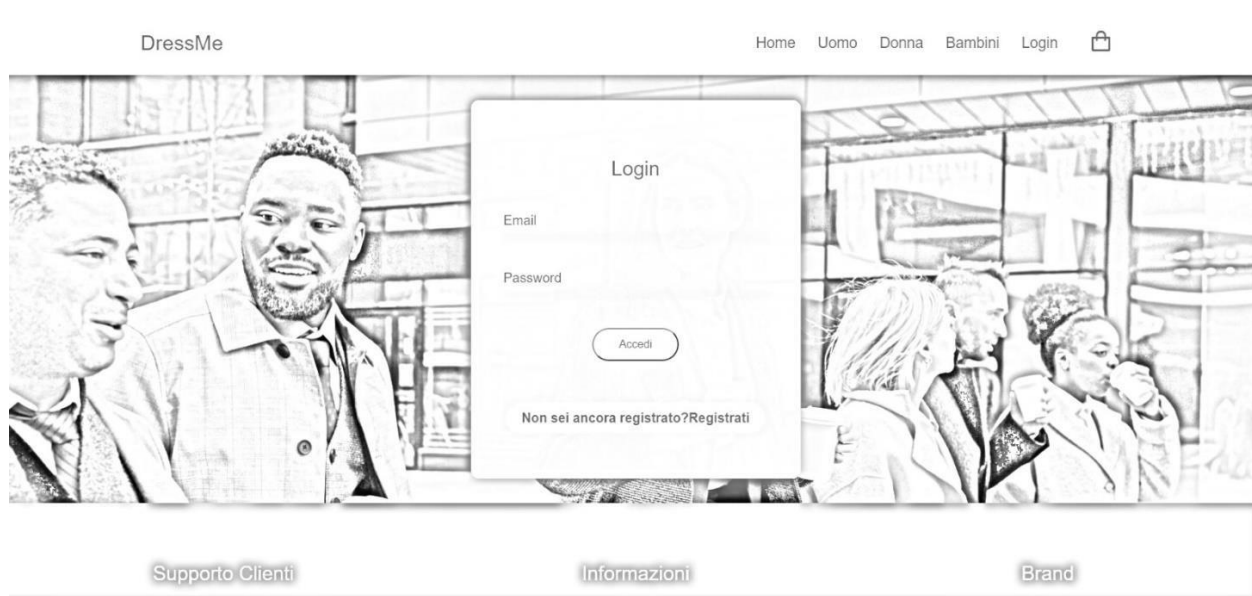 DressMe
Home Uomo Donna Bambini Login
Login
Email
Password
Accedi
Non sei ancora registrato?Registrati
Supporto Clienti
Informazioni
Brand